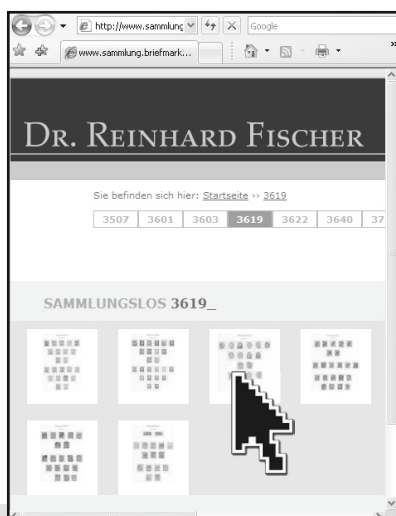 http://www.sammlung
Google
www.sammlung.briefmark...
»
DR. REINHARD FISCHER
Sie befinden sich hier: Startseite ›› 3619
3507 3601 3603 3619 3622 3640 37
SAMMLUNGSLOS 3619_